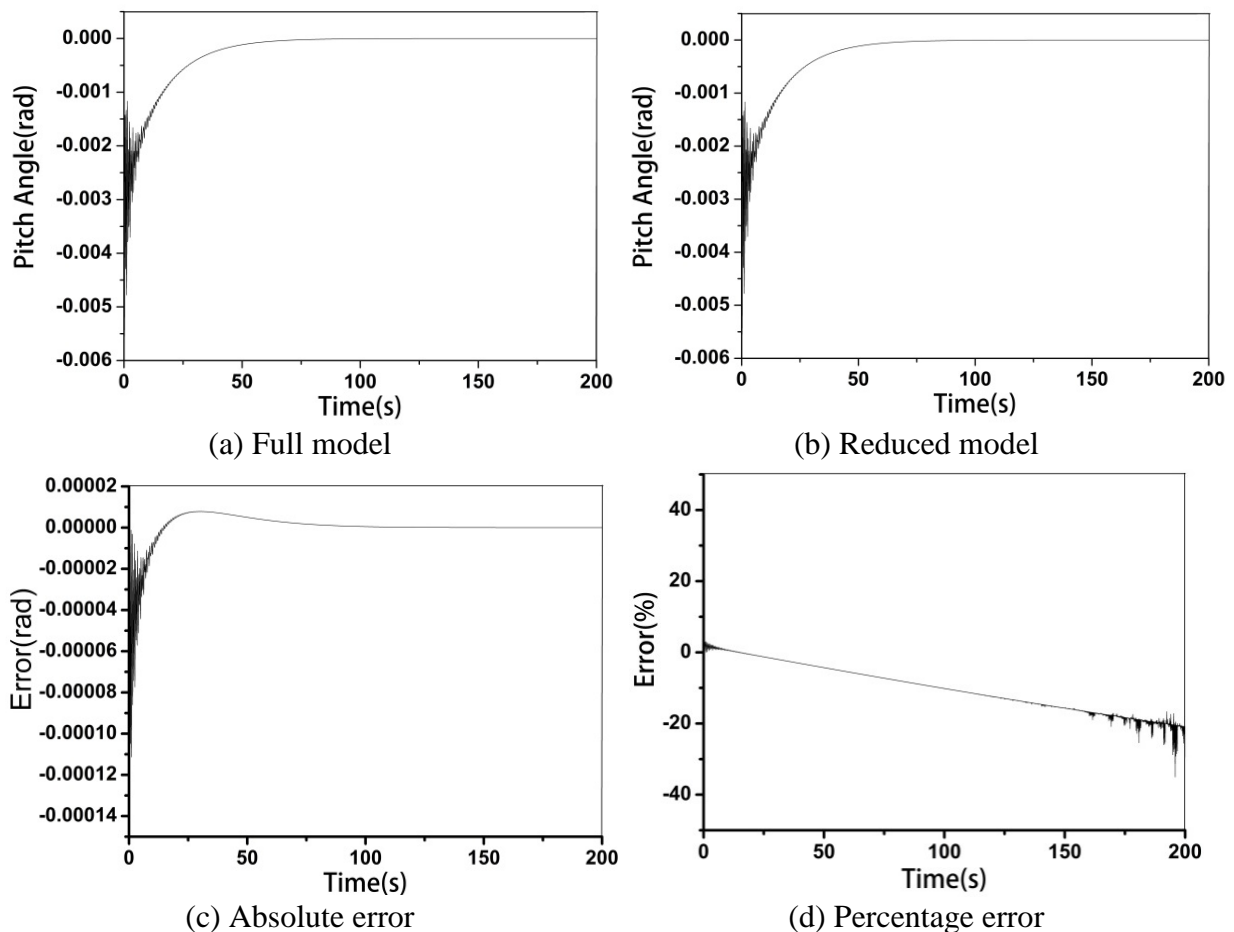 0.000
-0.001
-0.002
-0.003
-0.004
-0.005
-0.006
Pitch Angle(rad)
0 50 100 150 200
Time(s)
(a) Full model
0.000
-0.001
-0.002
-0.003
-0.004
-0.005
-0.006
Pitch Angle(rad)
0 50 100 150 200
Time(s)
(b) Reduced model
0.00002
0.00000
-0.00002
-0.00004
-0.00006
-0.00008
-0.00010
-0.00012
-0.00014
Error(rad)
0 50 100 150 200
Time(s)
(c) Absolute error
40
20
0
-20
-40
Error(%)
0 50 100 150 200
Time(s)
(d) Percentage error